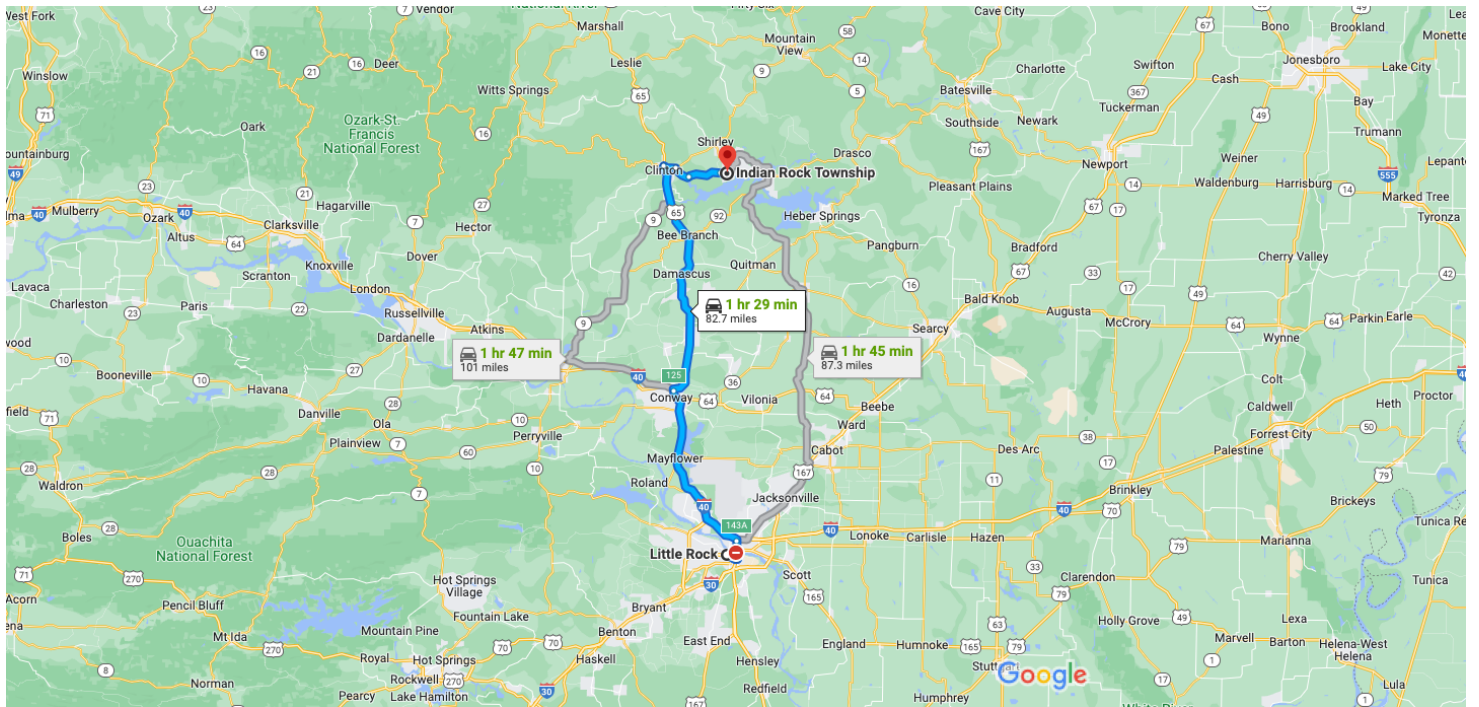 West Fork
Vendor
National River
Fifty Six
Cave City
Bono
Brookland
Monette
Marshall
Mountain
View
Swifton
Jonesboro
Lake City
Winslow
Deer
Leslie
Charlotte
Cash
Witts Springs
Batesville
Tuckerman
Bay
Oark
Ozark-St.
Francis
National Forest
Southside
Newark
Trumann
Shirley
Drasco
Newport
Weiner
Clinton
Indian Rock Township
Pleasant Plains
Waldenburg
Harrisburg
Marked Tree
Mulberry
Ozark
Hagarville
Tyronza
Altus
Clarksville
Hector
Heber Springs
Bee Branch
Pangburn
Bradford
Cherry Valley
Knoxville
Dover
Scranton
London
Damascus
Quitman
Lavaca
Charleston
Paris
Russellville
Bald Knob
Augusta
McCrory
Parkin
Earle
1 hr 29 min
82.7 miles
Atkins
Dardanelle
Searcy
Wynne
1 hr 47 min
101 miles
1 hr 45 min
87.3 miles
Booneville
Havana
125
Conway
Vilonia
Beebe
Colt
Proctor
Danville
Ola
Ward
Caldwell
Heth
Plainview
Perryville
Cabot
Forrest City
Mayflower
Des Arc
Palestine
Waldron
Roland
Jacksonville
Brinkley
Brickeys
Boles
Ouachita
National Forest
143A
Little Rock
Lonoke
Carlisle
Hazen
Marianna
Hot Springs
Village
Scott
Clarendon
Tunica
Acorn
Pencil Bluff
Fountain Lake
Bryant
Holly Grove
Lexa
Mt Ida
Mountain Pine
Benton
East End
England
Humnoke
Marvell
Barton
Helena-West
Helena
Royal
Hot Springs
Haskell
Hensley
Google
Norman
Rockwell
Lake Hamilton
Pearcy
Redfield
Humphrey
Lula